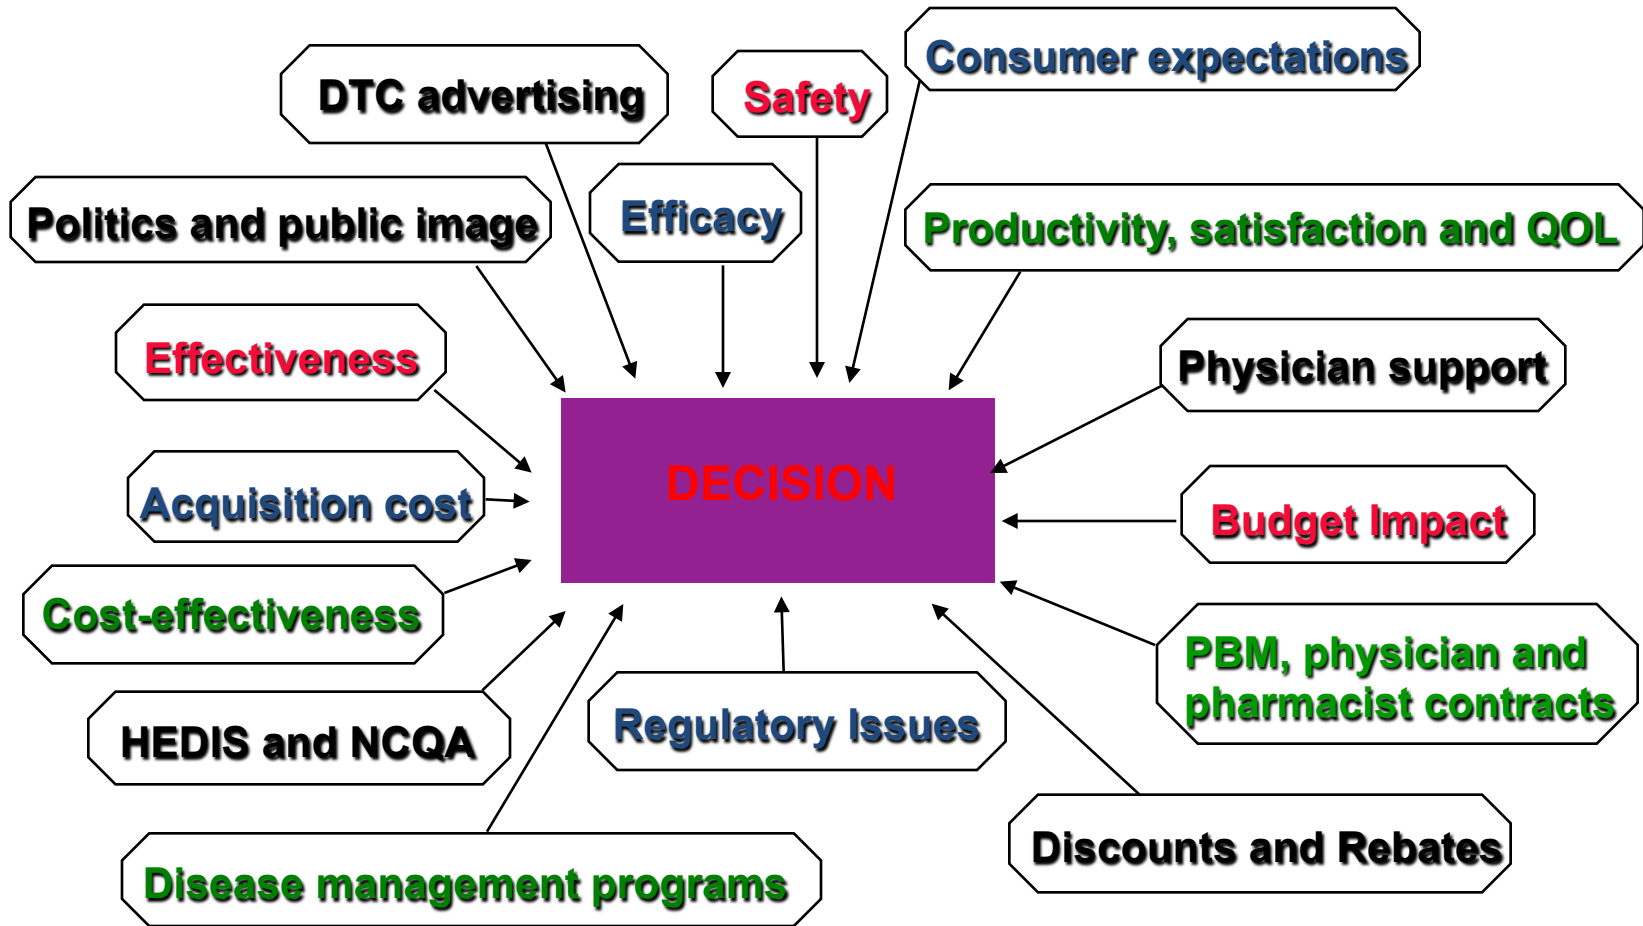 Consumer expectations
DTC advertising
Safety
Efficacy
Politics and public image
Productivity, satisfaction and QOL
Effectiveness
Physician support
DECISION
Acquisition cost
Budget Impact
Cost-effectiveness
PBM, physician and
pharmacist contracts
HEDIS and NCQA
Regulatory Issues
Discounts and Rebates
Disease management programs